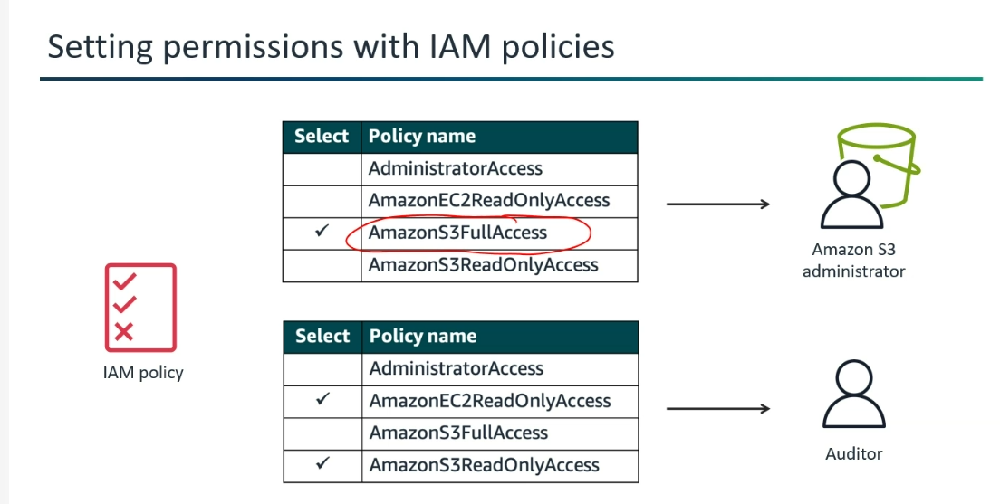 Setting permissions with IAM policies
Select Policy name
AdministratorAccess
AmazonEC2ReadOnlyAccess
✓ AmazonS3FullAccess
AmazonS3ReadOnlyAccess
Amazon S3
administrator
IAM policy
Select Policy name
AdministratorAccess
✓ AmazonEC2ReadOnlyAccess
AmazonS3FullAccess
✓ AmazonS3ReadOnlyAccess
Auditor